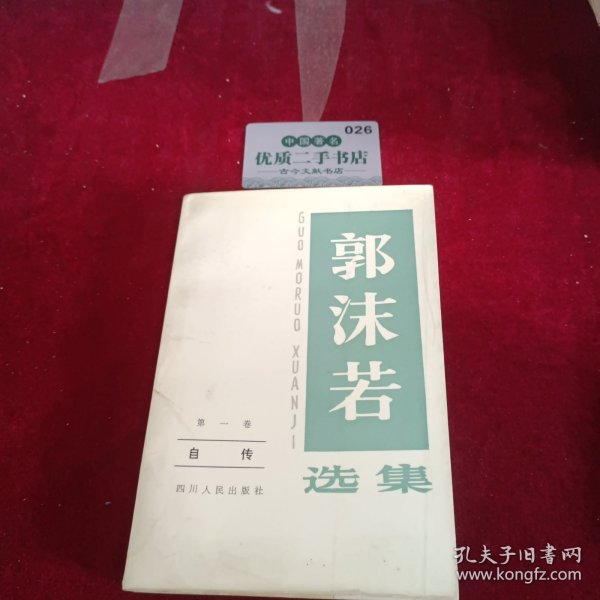 026
中国著名
优质二手书店
古今文献书店
GUO MORUO XUANJI
郭沫若
选集
第一卷
自传
四川人民出版社
孔夫子旧书网
www.kongfz.com